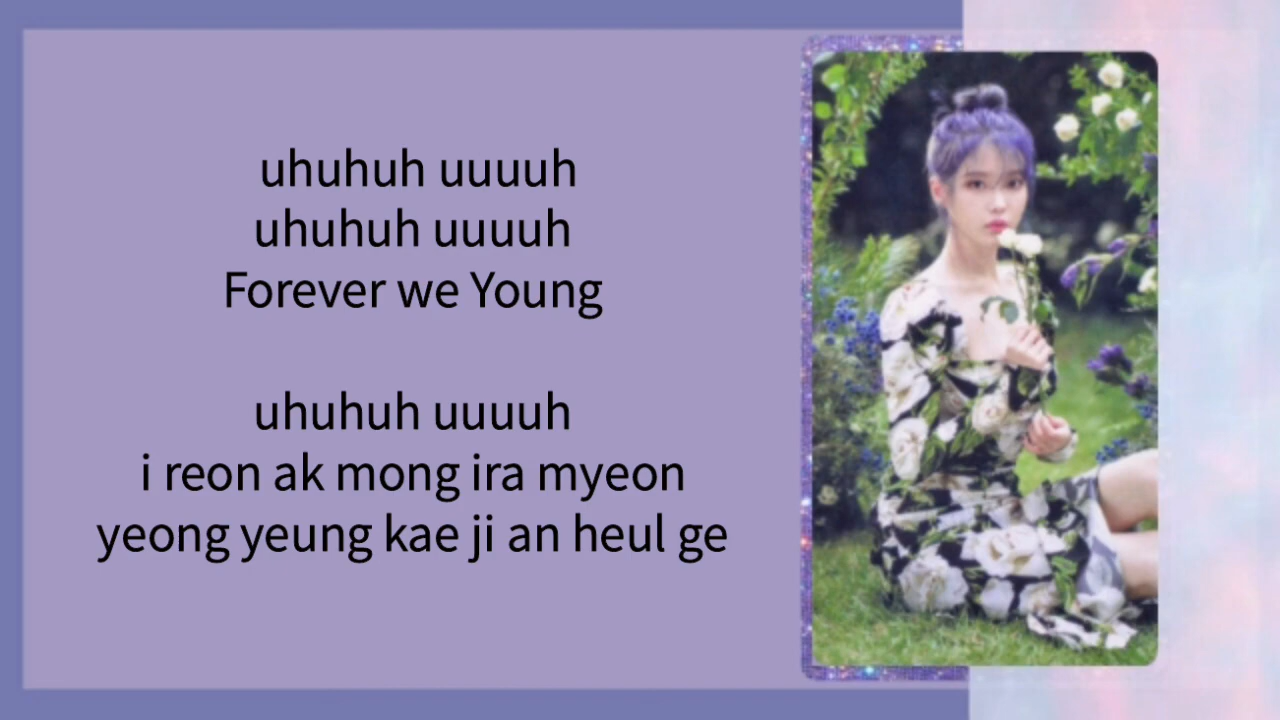 uhuhuh uuuuh
uhuhuh uuuuh
Forever we Young
uhuhuh uuuuh
i reon ak mong ira myeon
yeong yeung kae ji an heul ge